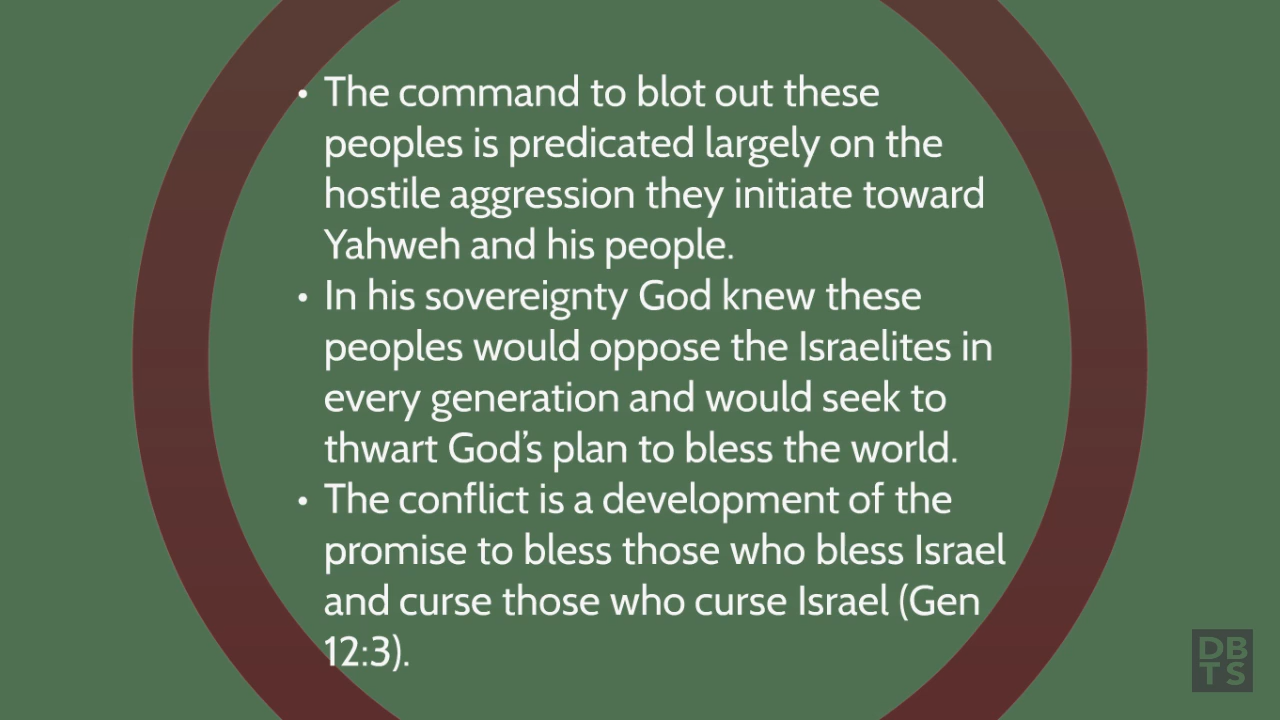 • The command to blot out these
peoples is predicated largely on the
hostile aggression they initiate toward
Yahweh and his people.
• In his sovereignty God knew these
peoples would oppose the Israelites in
every generation and would seek to
thwart God’s plan to bless the world.
• The conflict is a development of the
promise to bless those who bless Israel
and curse those who curse Israel (Gen
12:3).
DB
TS